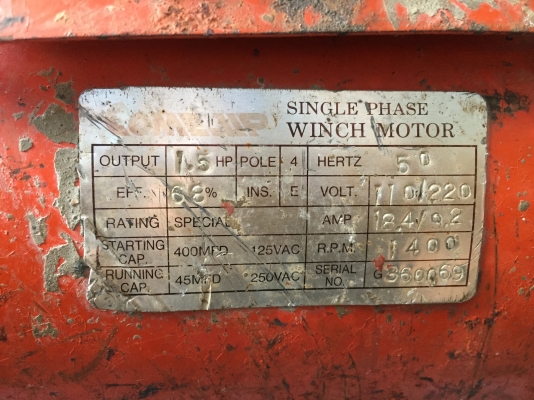 SINGLE PHASE
WINCH MOTOR
OUTPUT 1.5 HP POLE 4 HERTZ 50
EFF. 68% INS. E VOLT. 110/220
RATING SPECIAL AMP. 18.4/9.2
STARTING CAP. 400MFD 125VAC R.P.M. 1400
RUNNING CAP. 45MFD 250VAC SERIAL NO. G360069